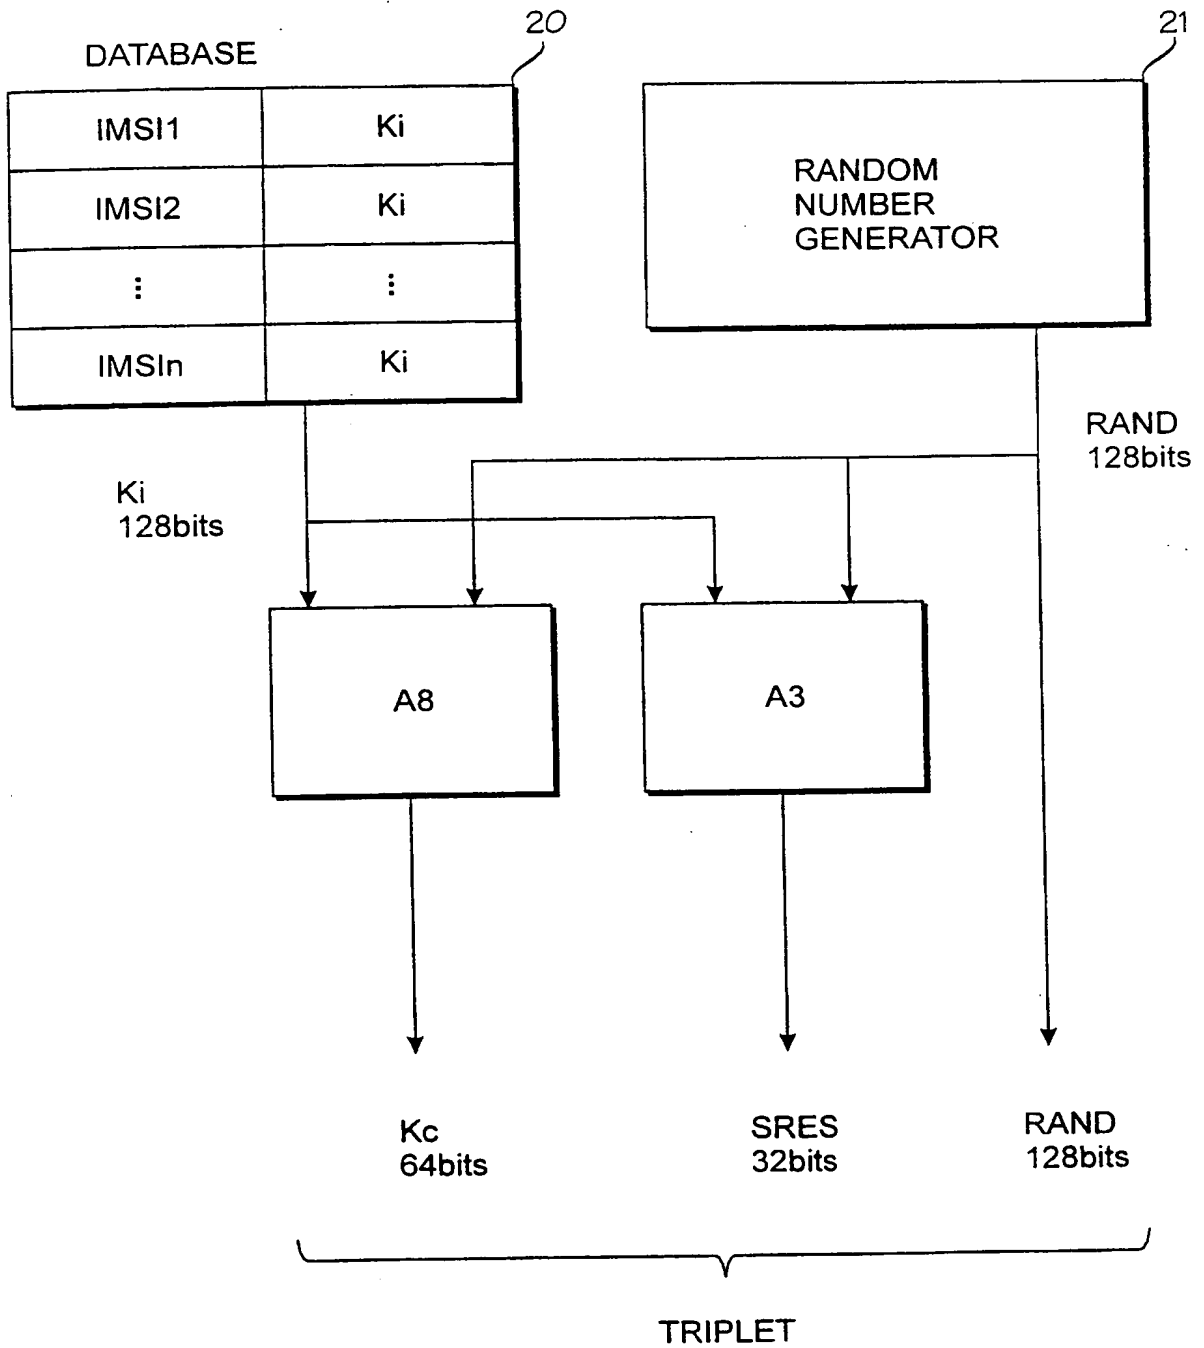 20
21
DATABASE
IMSI1 Ki
IMSI2 Ki
⋮ ⋮
IMSIn Ki
RANDOM
NUMBER
GENERATOR
RAND
128bits
Ki
128bits
A8
A3
Kc
64bits
SRES
32bits
RAND
128bits
TRIPLET